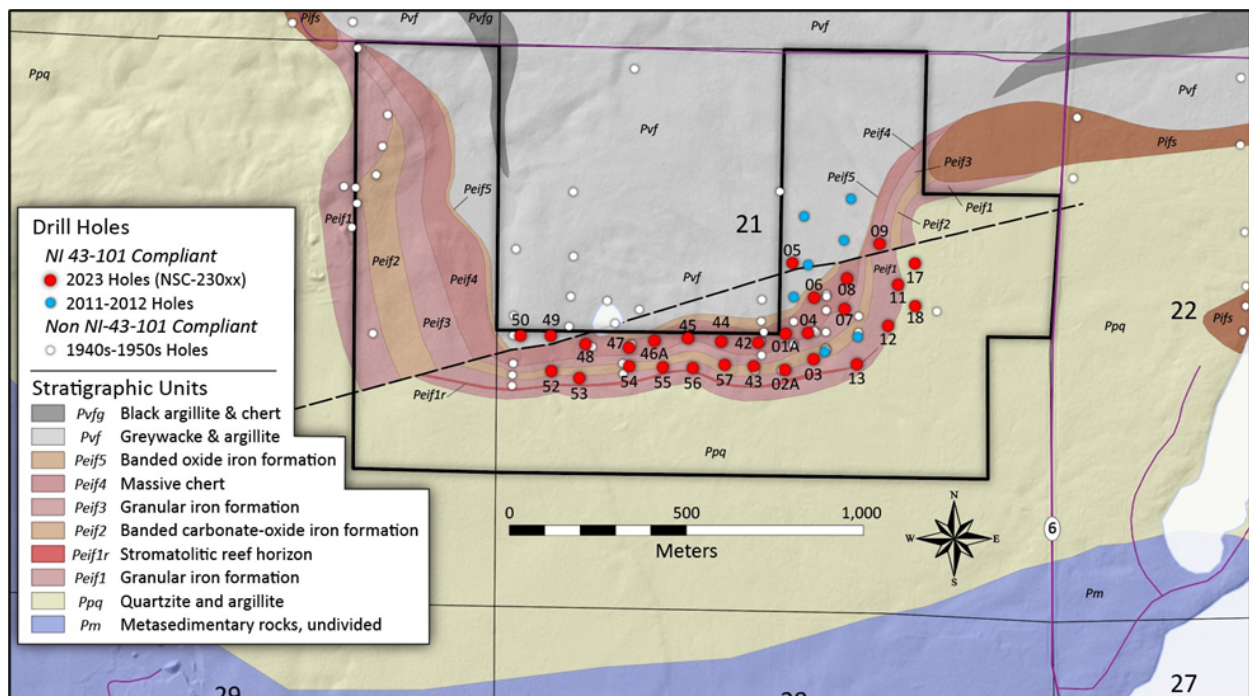 Pifs
Pvf
Pvfg
Pvf
Ppq
Pvf
Pvf
Peif4
Pifs
Peif3
Peif5
Peif5
Peif1
Peif2
Peif1
21
09
05
Peif2
Pvf
Peif1
17
06
08
11
Peif4
22
18
Pifs
Peif3
50
49
45
44
04
07
12
48
47
46A
42
01A
52
53
54
55
56
57
43
02A
03
13
Peif1r
Ppq
Ppq
Drill Holes
NI 43-101 Compliant
2023 Holes (NSC-230xx)
2011-2012 Holes
Non NI-43-101 Compliant
1940s-1950s Holes
Stratigraphic Units
Pvfg Black argillite & chert
Pvf Greywacke & argillite
Peif5 Banded oxide iron formation
Peif4 Massive chert
Peif3 Granular iron formation
Peif2 Banded carbonate-oxide iron formation
Peif1r Stromatolitic reef horizon
Peif1 Granular iron formation
Ppq Quartzite and argillite
Pm Metasedimentary rocks, undivided
0 500 1,000
Meters
N
W E
S
6
Pm
29
28
27